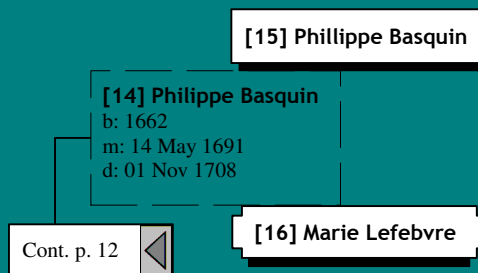 [15] Phillippe Basquin
[14] Philippe Basquin
b: 1662
m: 14 May 1691
d: 01 Nov 1708
[16] Marie Lefebvre
Cont. p. 12